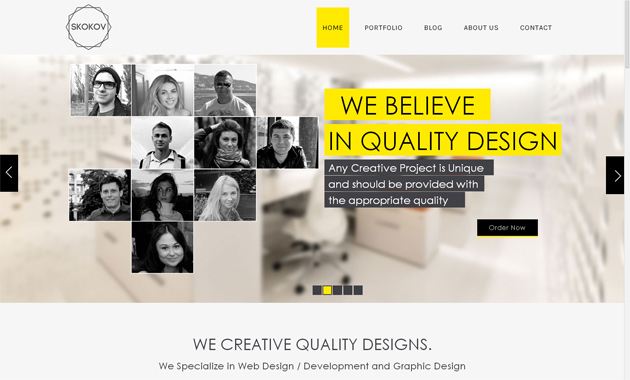 SKOKOV
HOME PORTFOLIO BLOG ABOUT US CONTACT
WE BELIEVE
IN QUALITY DESIGN
Any Creative Project is Unique
and should be provided with
the appropriate quality
Order Now
WE CREATIVE QUALITY DESIGNS.
We Specialize in Web Design / Development and Graphic Design